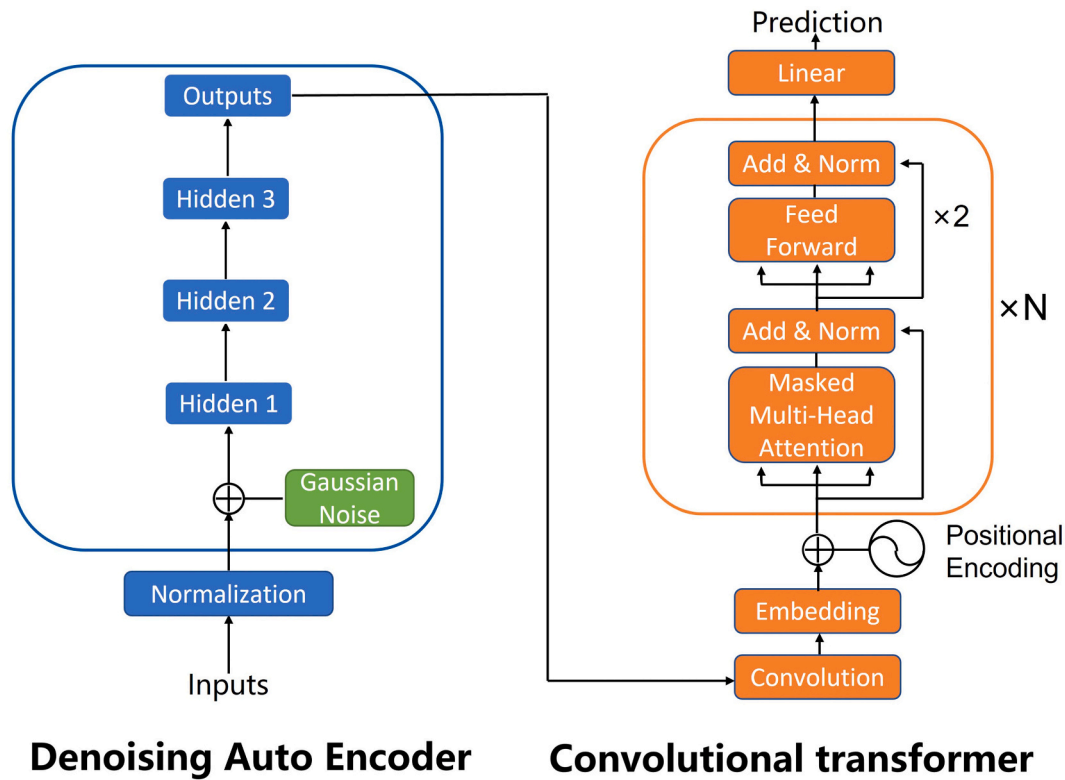 Outputs
Hidden 3
Hidden 2
Hidden 1
Gaussian
Noise
Normalization
Inputs
Denoising Auto Encoder
Prediction
Linear
Add & Norm
Feed
Forward
×2
×N
Add & Norm
Masked
Multi-Head
Attention
Positional
Encoding
Embedding
Convolution
Convolutional transformer